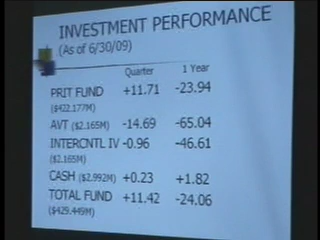 INVESTMENT PERFORMANCE
(As of 6/30/09)
Quarter 1 Year
PRIT FUND +11.71 -23.94
($422.177M)
AVT ($2.165M) -14.69 -65.04
INTERCNTL IV -0.96 -46.61
($2.165M)
CASH ($2.992M) +0.23 +1.82
TOTAL FUND +11.42 -24.06
($429.449M)